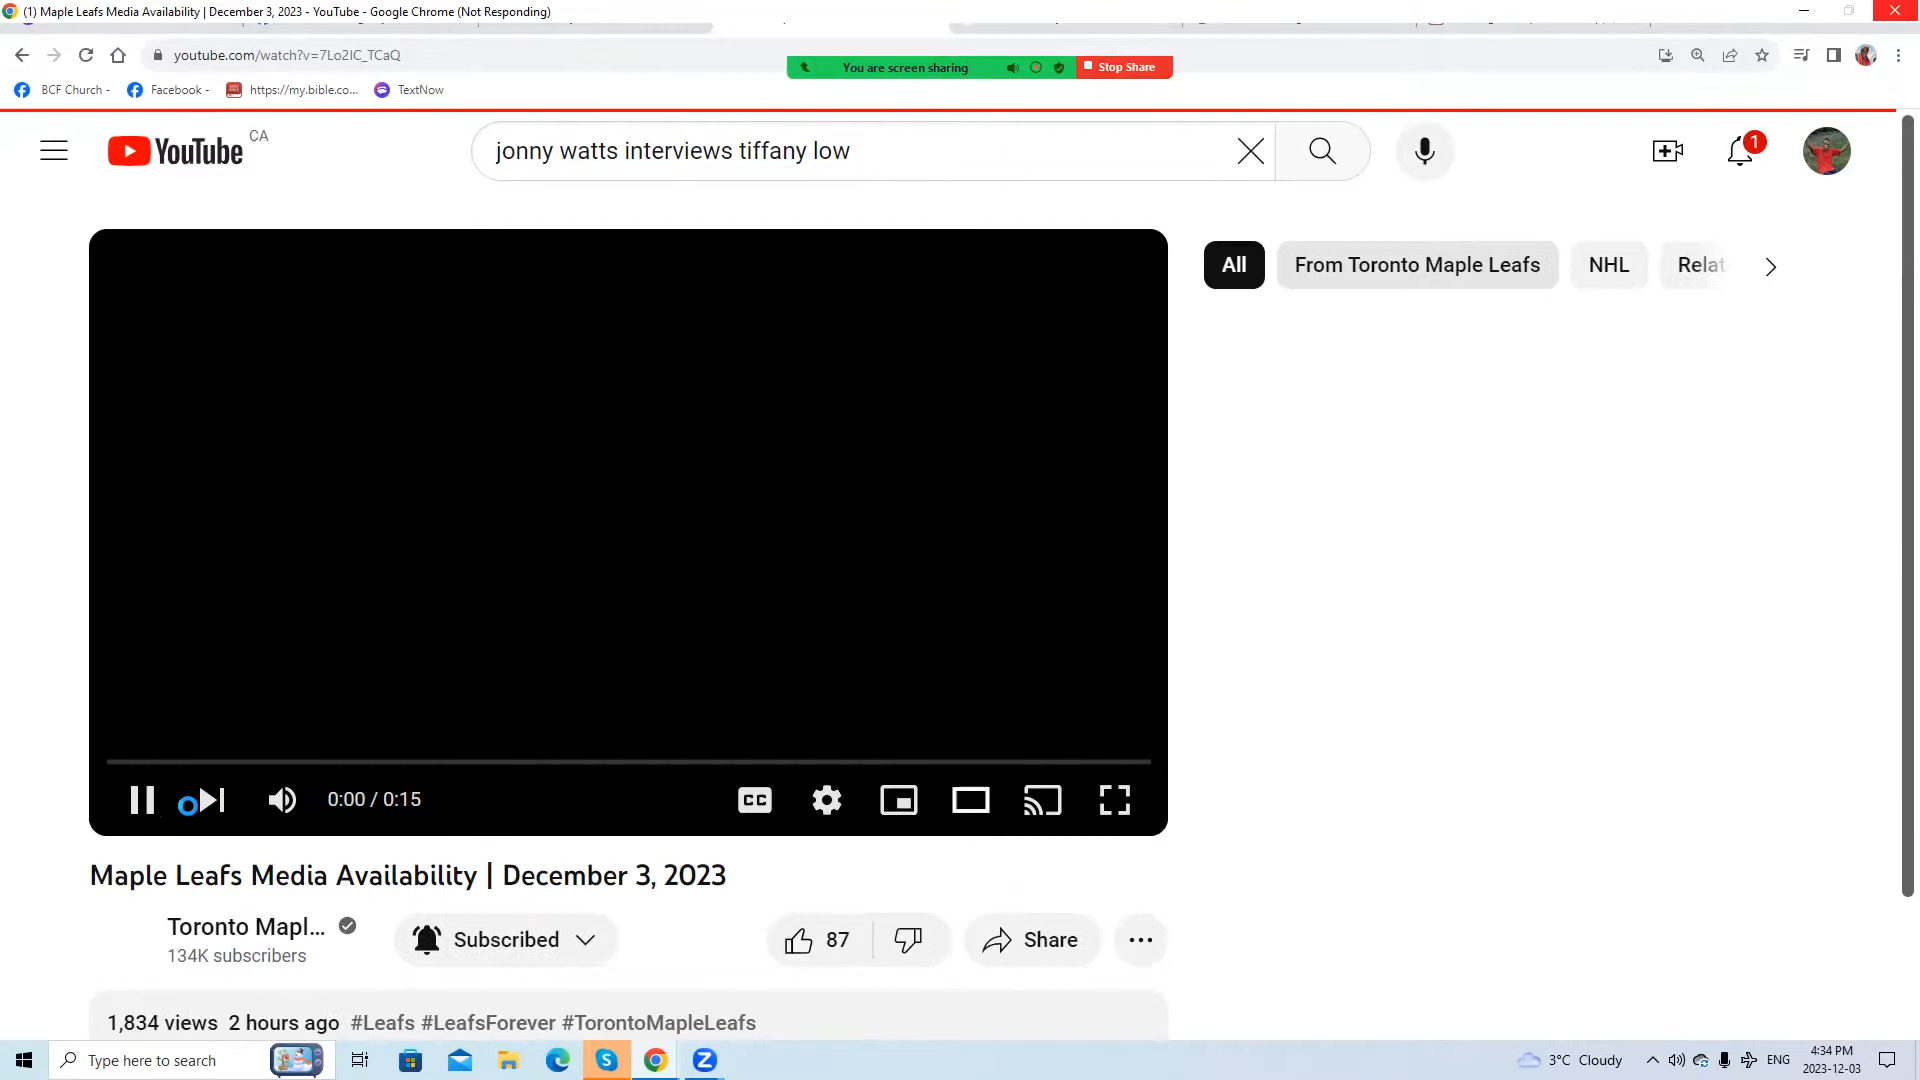 (1) Maple Leafs Media Availability | December 3, 2023 - YouTube - Google Chrome (Not Responding)
youtube.com/watch?v=7Lo2IC_TCaQ
You are screen sharing
Stop Share
BCF Church -
Facebook -
https://my.bible.co...
TextNow
YouTube CA
jonny watts interviews tiffany low
1
All
From Toronto Maple Leafs
NHL
Relat
0:00 / 0:15
CC
Maple Leafs Media Availability | December 3, 2023
Toronto Mapl...
134K subscribers
Subscribed
87
Share
1,834 views 2 hours ago #Leafs #LeafsForever #TorontoMapleLeafs
Type here to search
3°C Cloudy
ENG
4:34 PM
2023-12-03